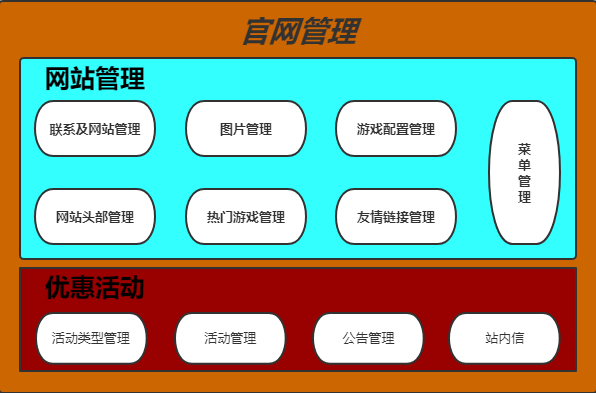 官网管理
网站管理
联系及网站管理
图片管理
游戏配置管理
菜单管理
网站头部管理
热门游戏管理
友情链接管理
优惠活动
活动类型管理
活动管理
公告管理
站内信